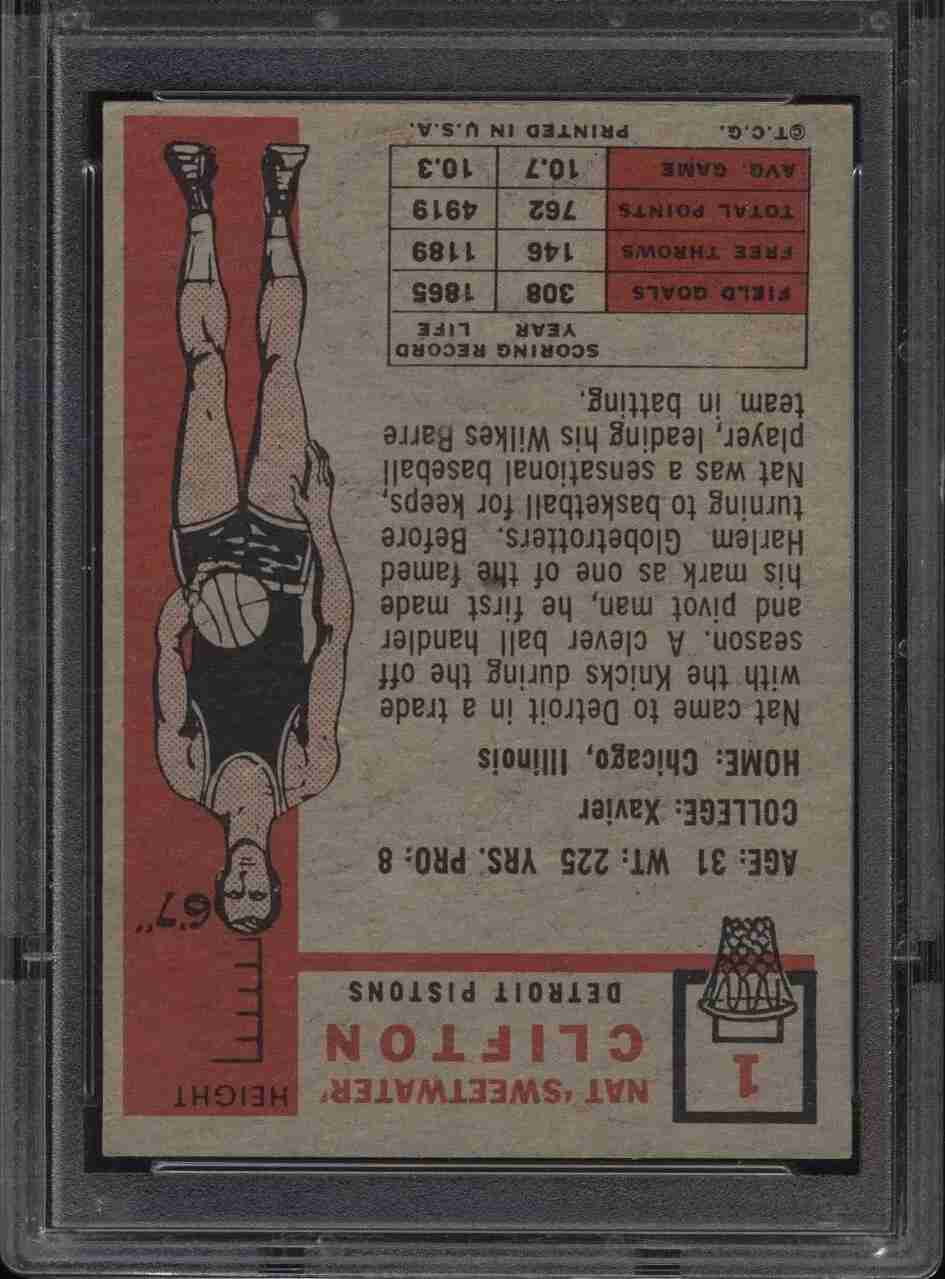 1
NAT 'SWEETWATER'
CLIFTON
DETROIT PISTONS
HEIGHT
6'7"
AGE: 31 WT: 225 YRS. PRO: 8
COLLEGE: Xavier
HOME: Chicago, Illinois
Nat came to Detroit in a trade
with the Knicks during the off
season. A clever ball handler
and pivot man, he first made
his mark as one of the famed
Harlem Globetrotters. Before
turning to basketball for keeps,
Nat was a sensational baseball
player, leading his Wilkes Barre
team in batting.
SCORING RECORD
YEAR LIFE
FIELD GOALS 308 1865
FREE THROWS 146 1189
TOTAL POINTS 762 4919
AVG. GAME 10.7 10.3
©T.C.G. PRINTED IN U.S.A.